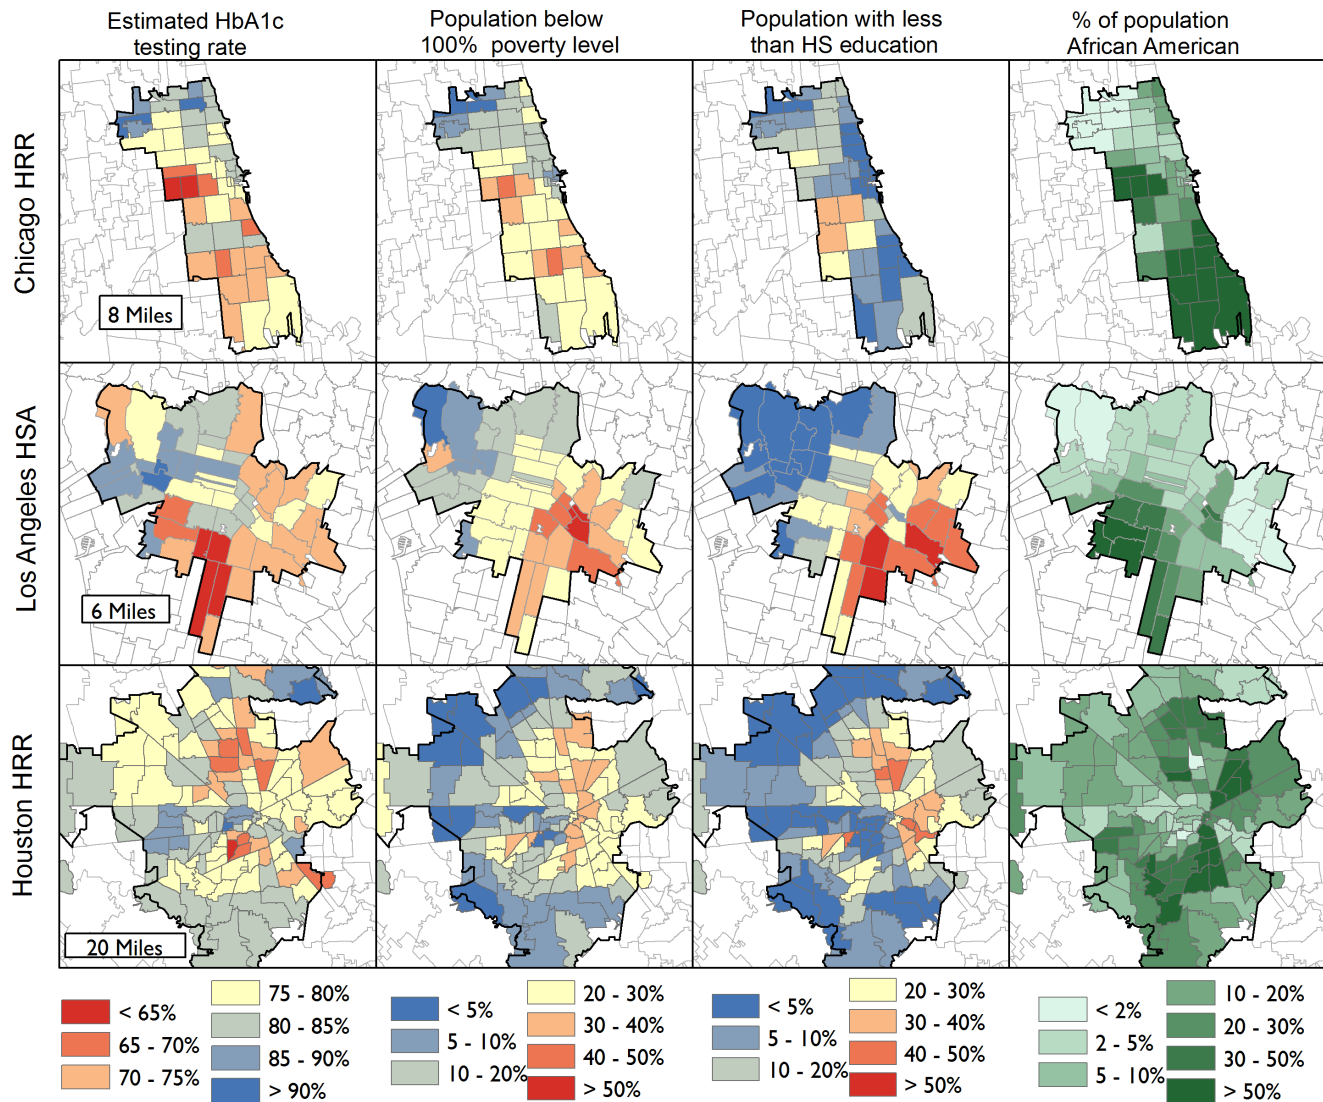 Estimated HbA1c
testing rate
Population below
100% poverty level
Population with less
than HS education
% of population
African American
Chicago HRR
8 Miles
Los Angeles HSA
6 Miles
Houston HRR
20 Miles
< 65%
65 - 70%
70 - 75%
75 - 80%
80 - 85%
85 - 90%
> 90%
< 5%
5 - 10%
10 - 20%
20 - 30%
30 - 40%
40 - 50%
> 50%
< 5%
5 - 10%
10 - 20%
20 - 30%
30 - 40%
40 - 50%
> 50%
< 2%
2 - 5%
5 - 10%
10 - 20%
20 - 30%
30 - 50%
> 50%